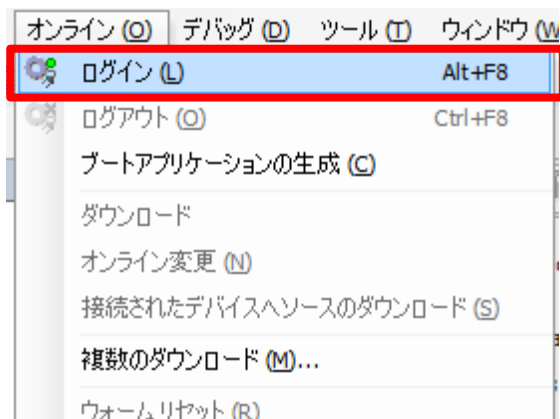 オンライン (O) デバッグ (D) ツール (T) ウィンドウ (W
ログイン (L) Alt+F8
ログアウト (O) Ctrl+F8
ブートアプリケーションの生成 (C)
ダウンロード
オンライン変更 (N)
接続されたデバイスへソースのダウンロード (S)
複数のダウンロード (M)...
ウォームリセット (R)